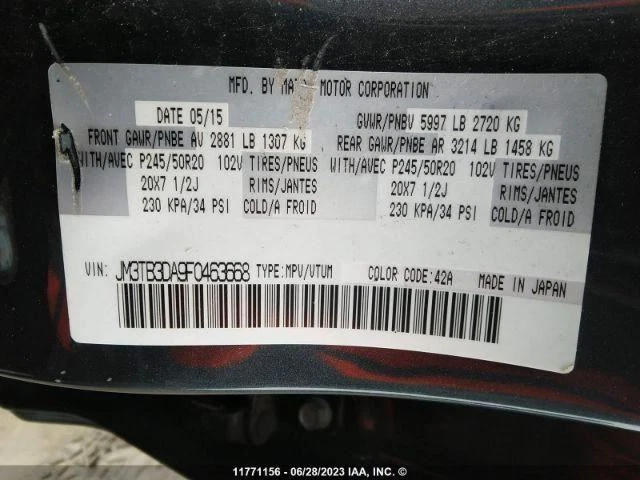 MFD. BY MAZDA MOTOR CORPORATION
DATE 05/15 GVWR/PNBV 5997 LB 2720 KG
FRONT GAWR/PNBE AV 2881 LB 1307 KG REAR GAWR/PNBE AR 3214 LB 1458 KG
WITH/AVEC P245/50R20 102V TIRES/PNEUS WITH/AVEC P245/50R20 102V TIRES/PNEUS
20X7 1/2J RIMS/JANTES 20X7 1/2J RIMS/JANTES
230 KPA/34 PSI COLD/A FROID 230 KPA/34 PSI COLD/A FROID
VIN: JM3TB3DA9F0463668 TYPE:MPV/VTUM COLOR CODE:42A MADE IN JAPAN
11771156 - 06/28/2023 IAA, Inc.